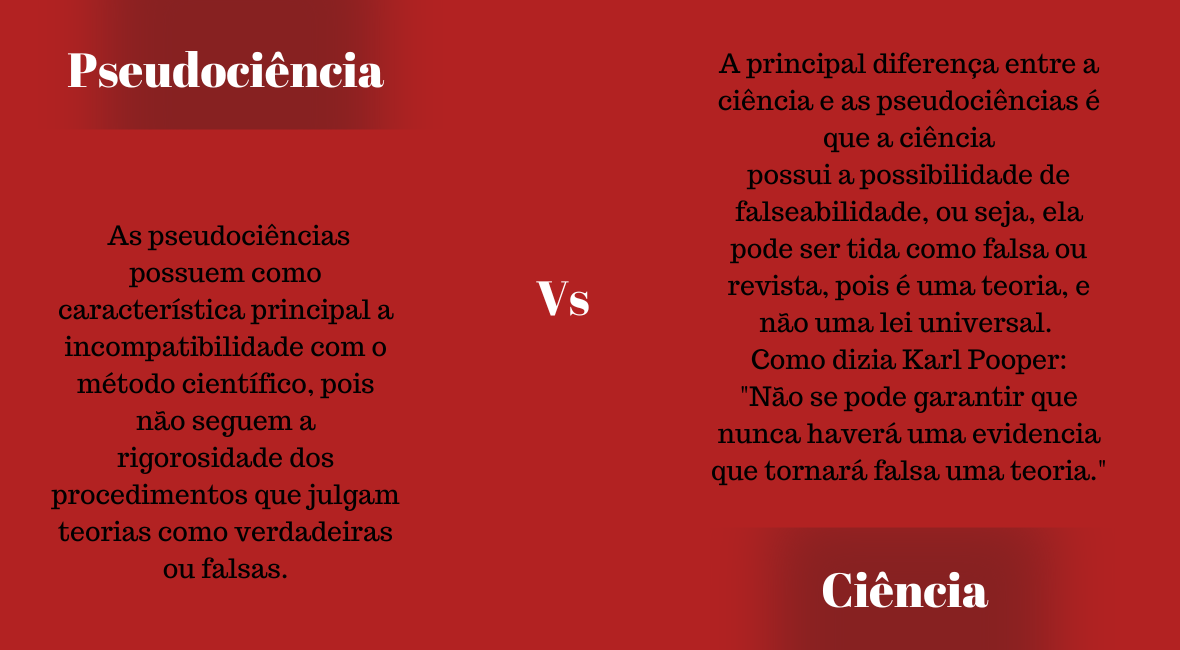 Pseudociência
As pseudociências
possuem como
característica principal a
incompatibilidade com o
método científico, pois
não seguem a
rigorosidade dos
procedimentos que julgam
teorias como verdadeiras
ou falsas.
Vs
A principal diferença entre a
ciência e as pseudociências é
que a ciência
possui a possibilidade de
falseabilidade, ou seja, ela
pode ser tida como falsa ou
revista, pois é uma teoria, e
não uma lei universal.
Como dizia Karl Pooper:
"Não se pode garantir que
nunca haverá uma evidencia
que tornará falsa uma teoria."
Ciência